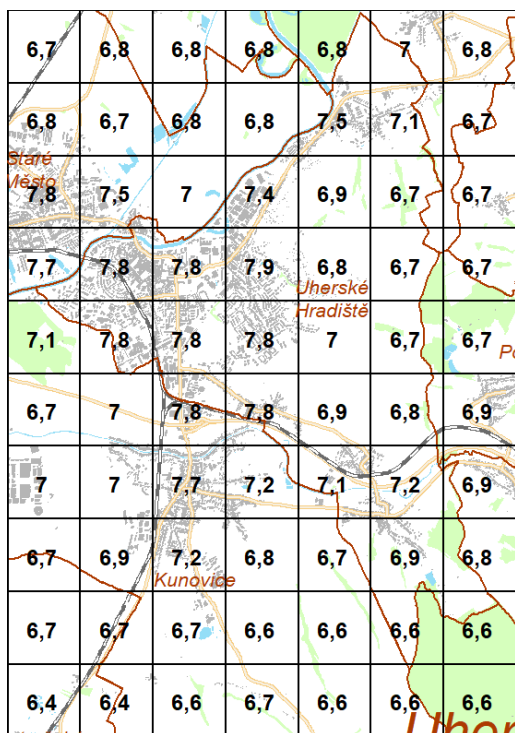 6,7 6,8 6,8 6,8 6,8 7 6,8
6,8 6,7 6,8 6,8 7,5 7,1 6,7
Staré
Město
7,8 7,5 7 7,4 6,9 6,7 6,7
7,7 7,8 7,8 7,9 6,8 6,7 6,7
Uherské
Hradiště
7,1 7,8 7,8 7,8 7 6,7 6,7
6,7 7 7,8 7,8 6,9 6,8 6,9
7 7 7,7 7,2 7,1 7,2 6,9
6,7 6,9 7,2 6,8 6,7 6,9 6,8
Kunovice
6,7 6,7 6,7 6,6 6,6 6,6 6,6
6,4 6,4 6,6 6,7 6,6 6,6 6,6